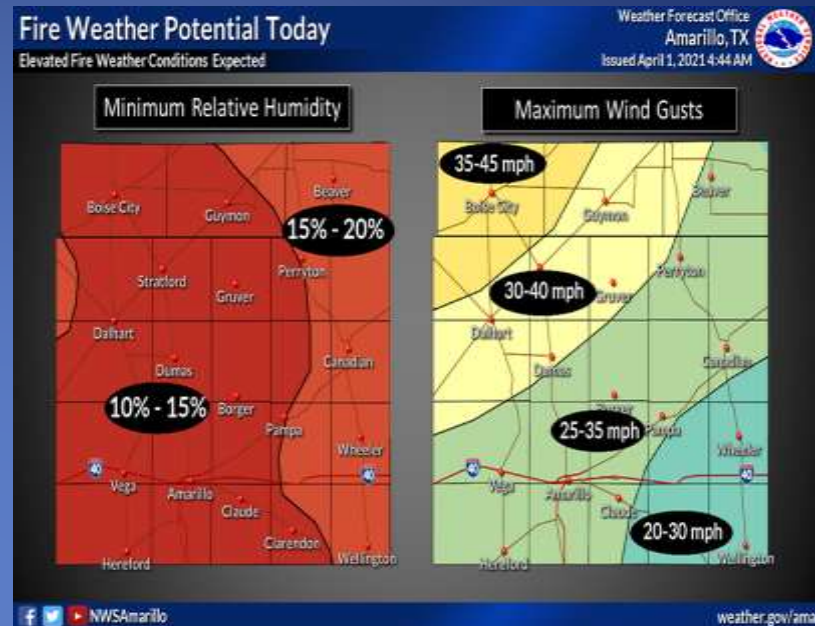 Fire Weather Potential Today
Elevated Fire Weather Conditions Expected
Weather Forecast Office
Amarillo, TX
Issued April 1, 2021 4:44 AM
Minimum Relative Humidity
Boise City
Guymon
Beaver
15% - 20%
Perryton
Stratford
Gruver
Dalhart
Dumas
Canadian
10% - 15%
Borger
Pampa
Wheeler
40
40
Vega
Amarillo
Claude
Clarendon
Hereford
Wellington
Maximum Wind Gusts
35-45 mph
Boise City
Guymon
Beaver
Perryton
30-40 mph
Gruver
Dalhart
Dumas
Canadian
25-35 mph
Pampa
Wheeler
40
40
Vega
Amarillo
Claude
20-30 mph
Hereford
Wellington
NWSAmarillo
weather.gov/ama